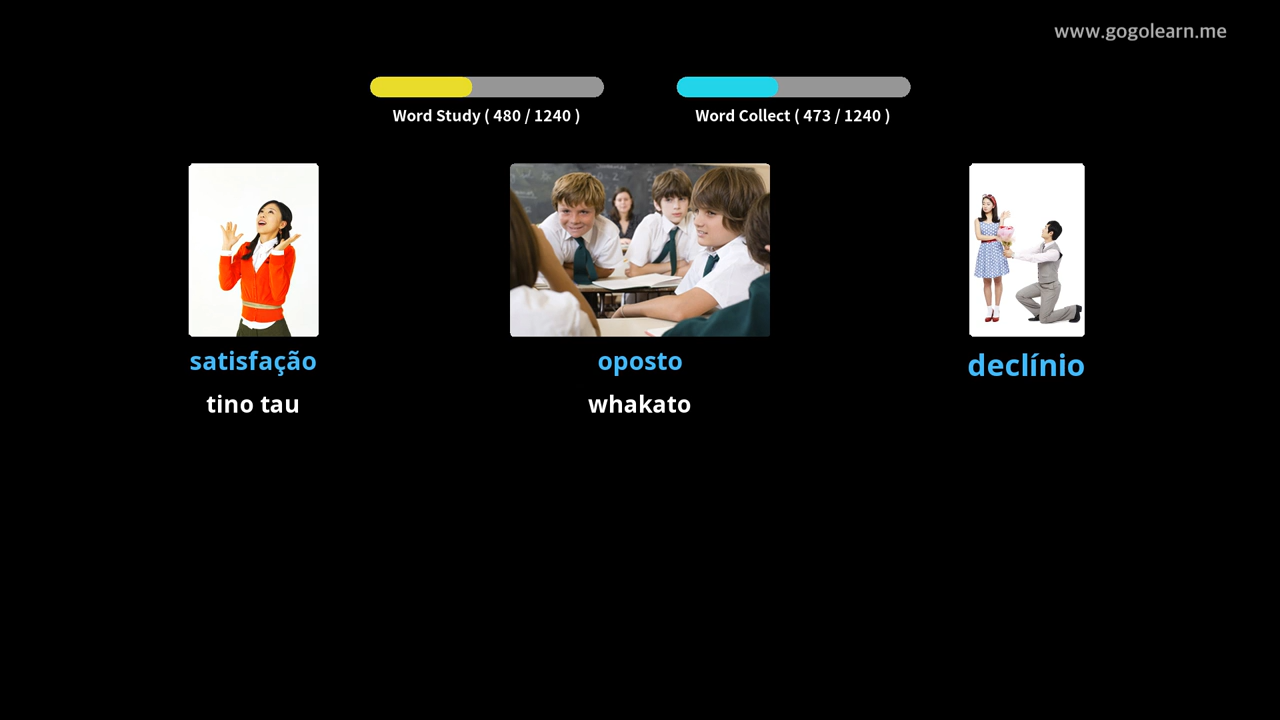 www.gogolearn.me
Word Study ( 480 / 1240 )
Word Collect ( 473 / 1240 )
satisfação
oposto
declínio
tino tau
whakato